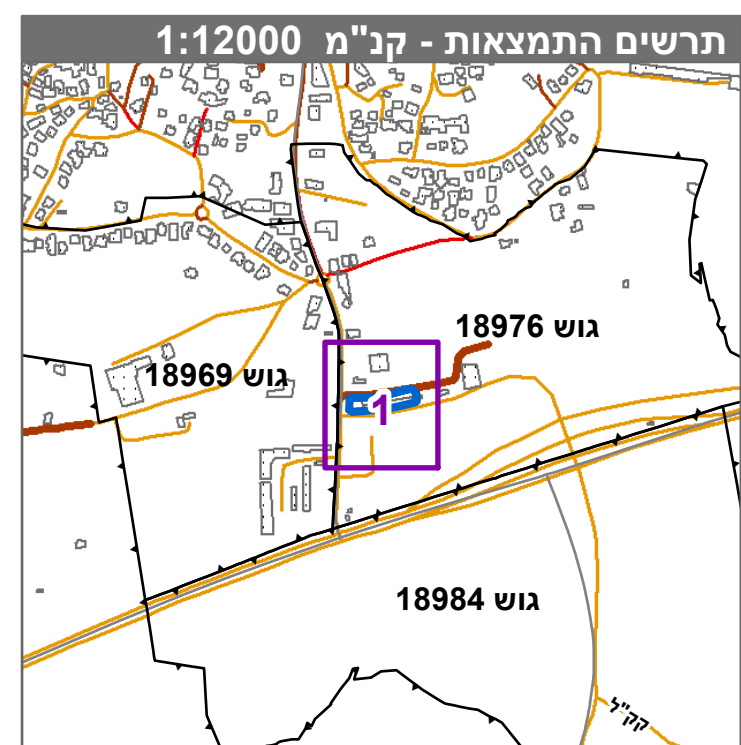 תרשים התמצאות - קנ"מ 1:12000
גוש 18976
גוש 18969
1
גוש 18984
קק"ל